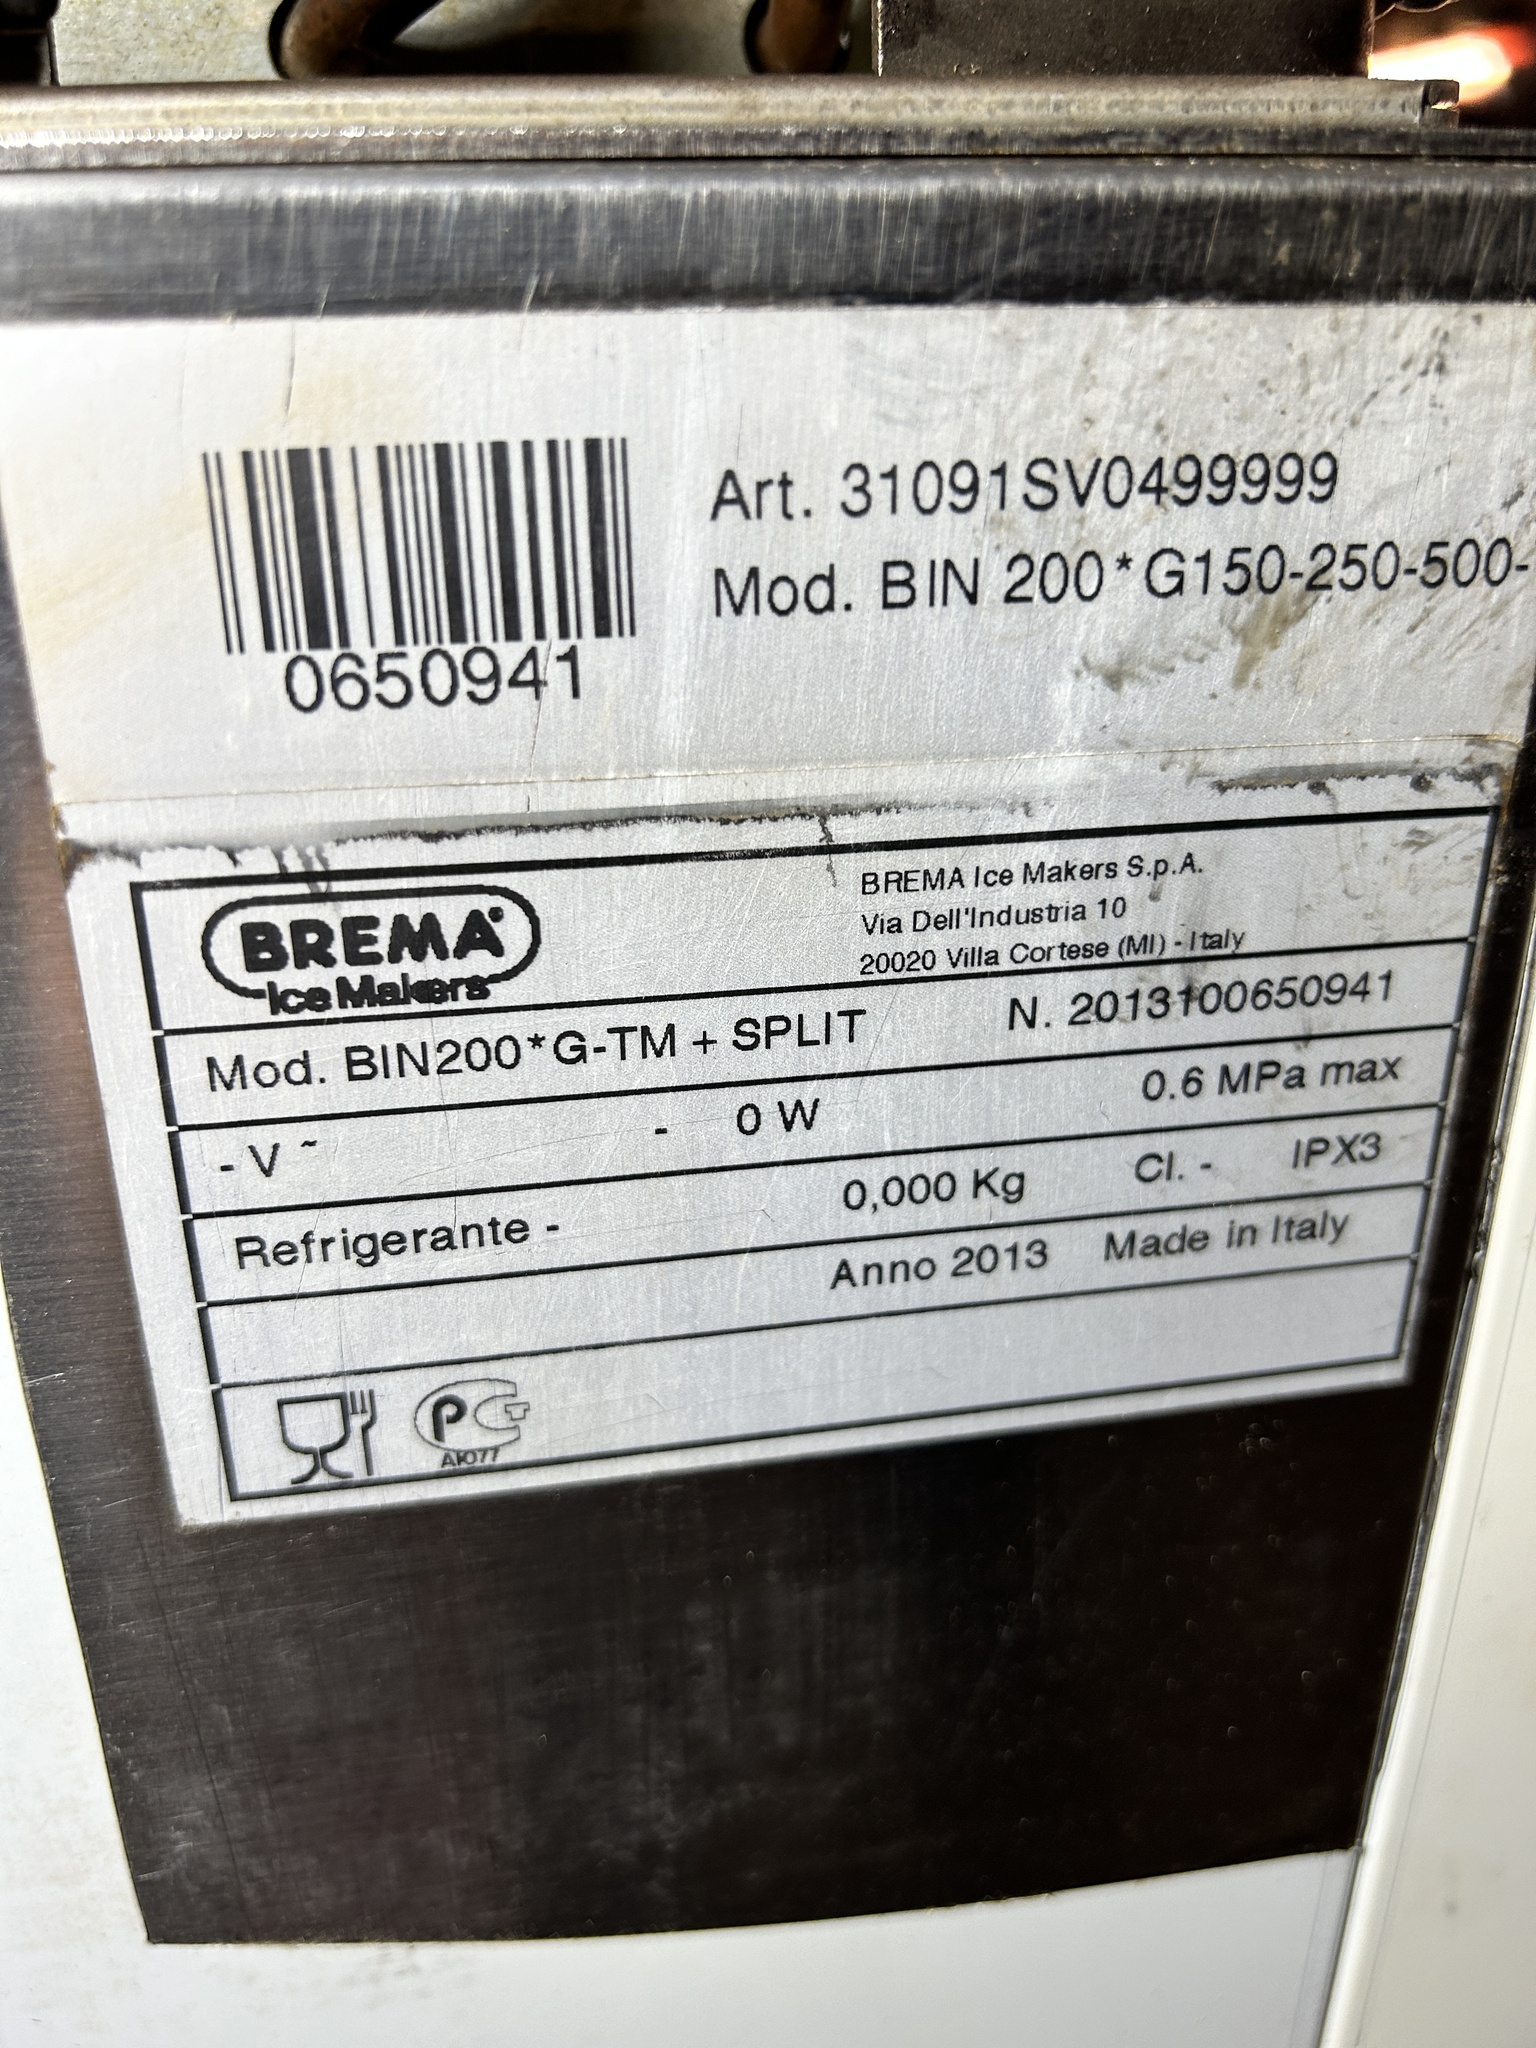 Art. 31091SV0499999
Mod. BIN 200*G150-250-500-
0650941
BREMA
Ice Makers
BREMA Ice Makers S.p.A.
Via Dell'Industria 10
20020 Villa Cortese (MI) - Italy
Mod. BIN200*G-TM + SPLIT N. 2013100650941
- V ~ - 0 W 0.6 MPa max
Refrigerante - 0,000 Kg Cl. - IPX3
Anno 2013 Made in Italy
PCT